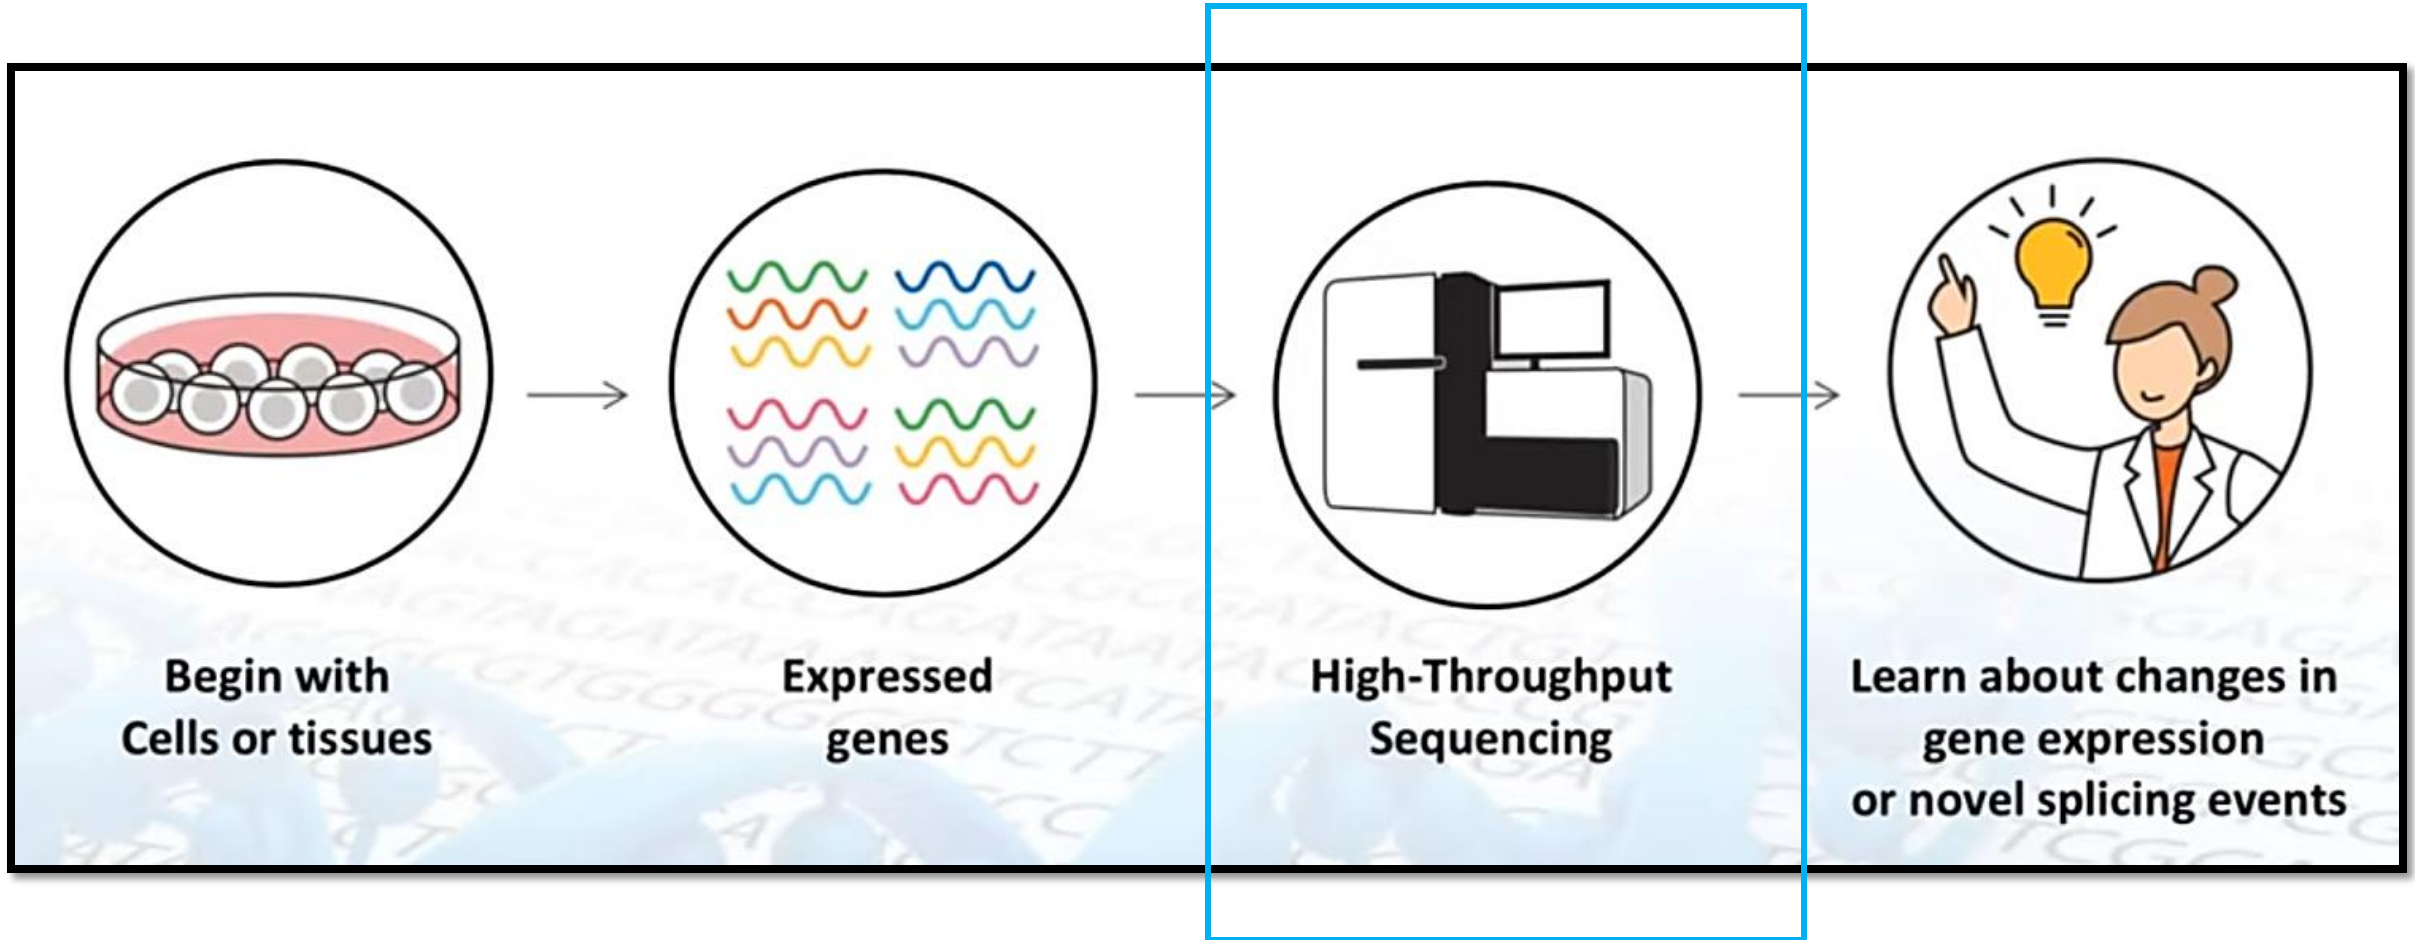 Begin with
Cells or tissues
Expressed
genes
High-Throughput
Sequencing
Learn about changes in
gene expression
or novel splicing events